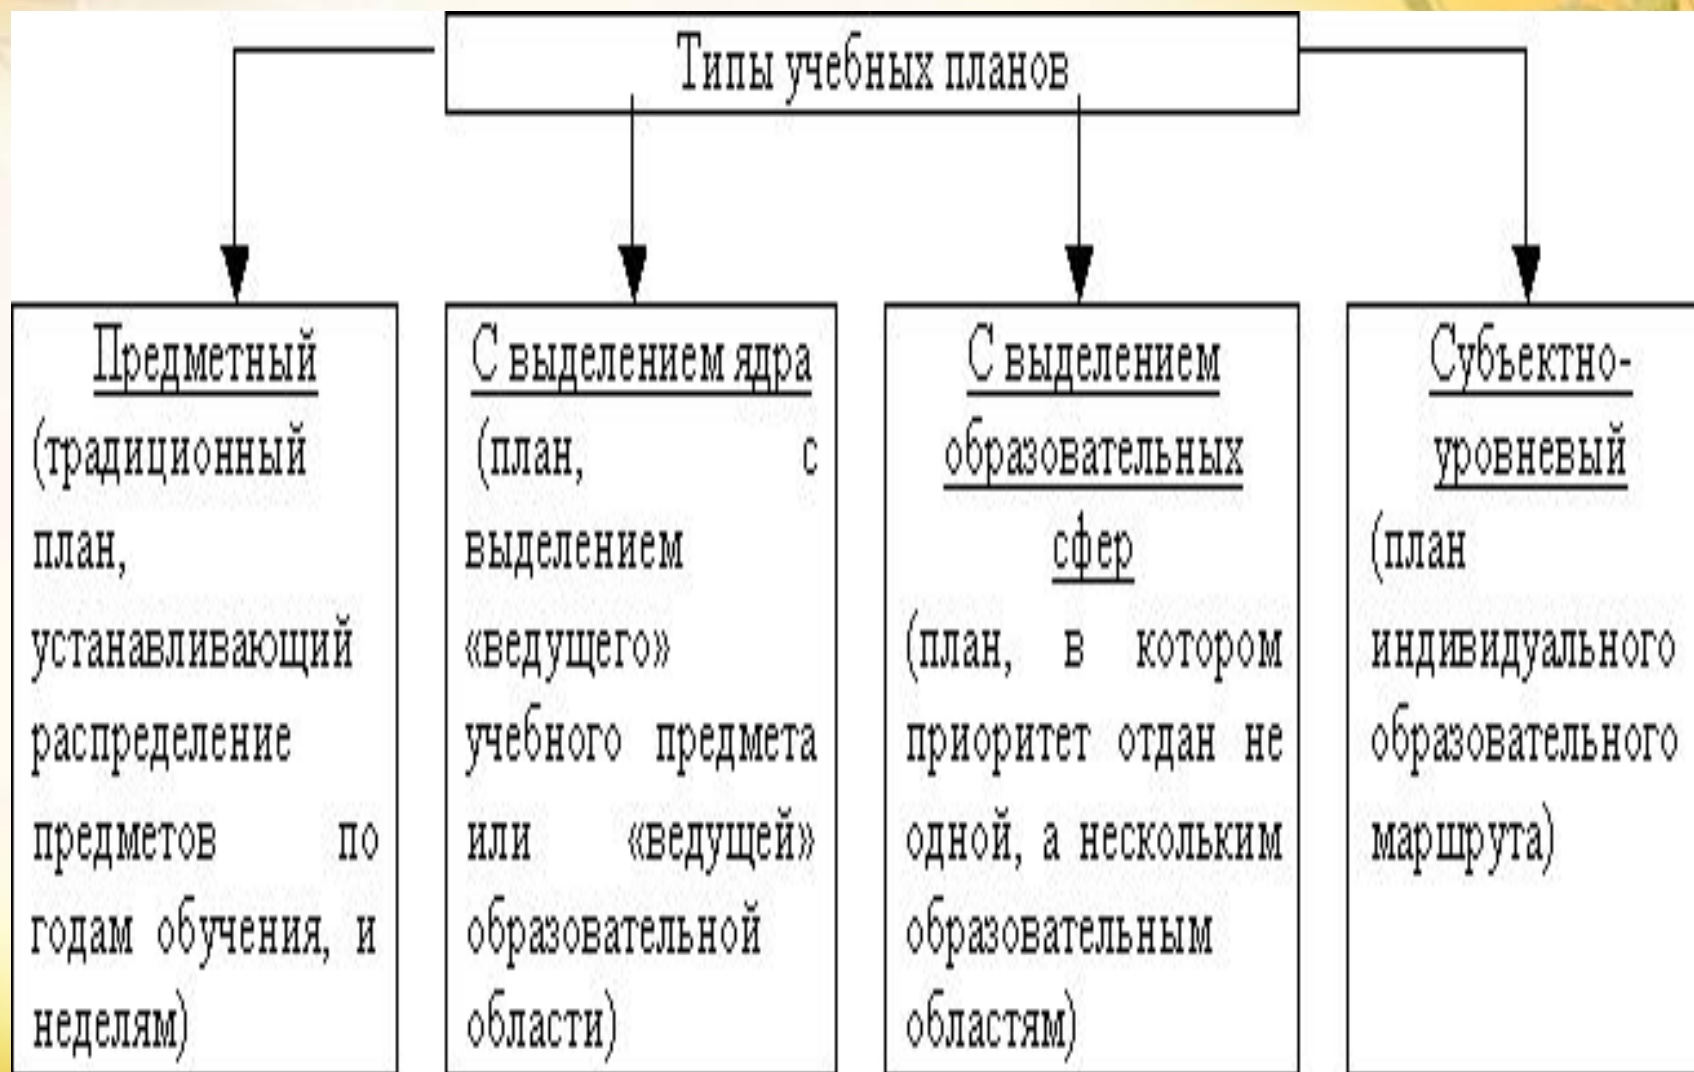 Типы учебных планов
Предметный
(традиционный
план,
устанавливающий
распределение
предметов по
годам обучения, и
неделям)
С выделением ядра
(план, с
выделением
«ведущего»
учебного предмета
или «ведущей»
образовательной
области)
С выделением
образовательных
сфер
(план, в котором
приоритет отдан не
одной, а нескольким
образовательным
областям)
Субъектно-
уровневый
(план
индивидуального
образовательного
маршрута)